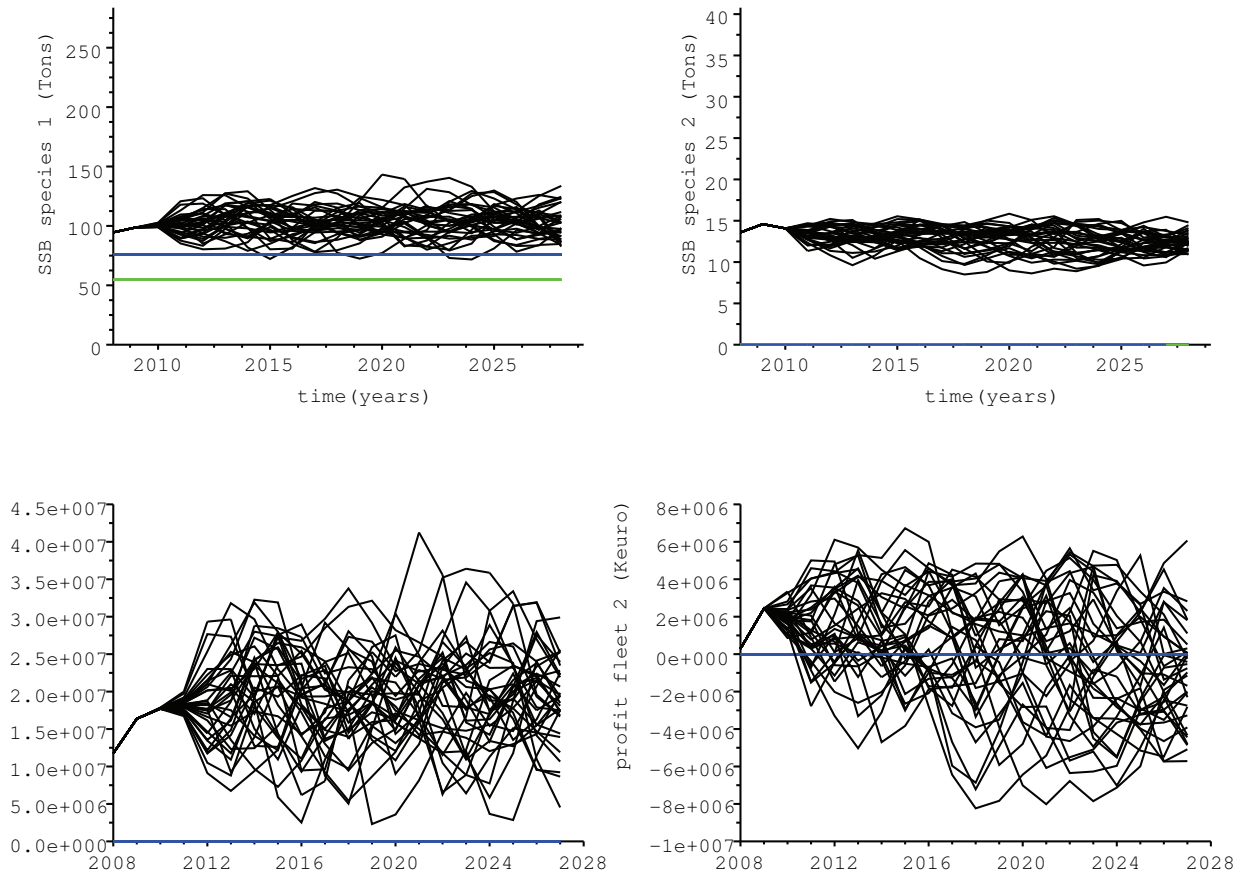 SSB species 1 (Tons)
250
200
150
100
50
0
2010 2015 2020 2025
time(years)
SSB species 2 (Tons)
40
35
30
25
20
15
10
5
0
2010 2015 2020 2025
time(years)
4.5e+007
4.0e+007
3.5e+007
3.0e+007
2.5e+007
2.0e+007
1.5e+007
1.0e+007
5.0e+006
0.0e+000
2008 2012 2016 2020 2024 2028
profit fleet 2 (Keuro)
8e+006
6e+006
4e+006
2e+006
0e+000
-2e+006
-4e+006
-6e+006
-8e+006
-1e+007
2008 2012 2016 2020 2024 2028